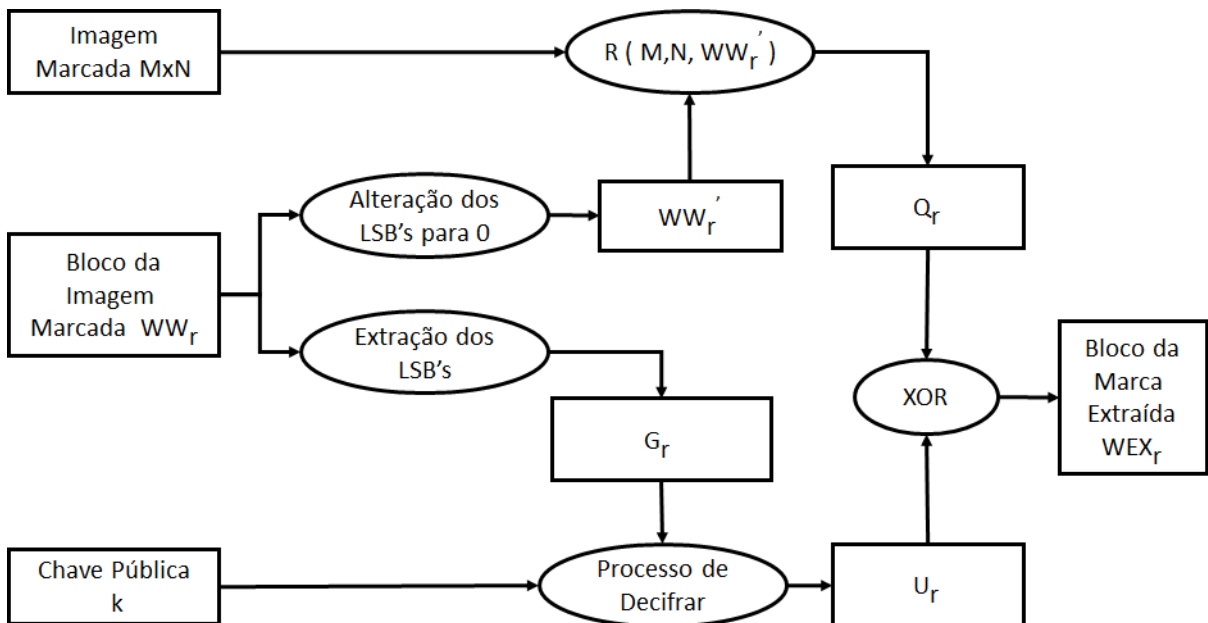 Imagem
Marcada MxN
R ( M,N, WWr' )
Alteração dos
LSB's para 0
WWr'
Qr
Bloco da
Imagem
Marcada WWr
Extração dos
LSB's
Bloco da
Marca
Extraída
WEXr
XOR
Gr
Chave Pública
k
Processo de
Decifrar
Ur